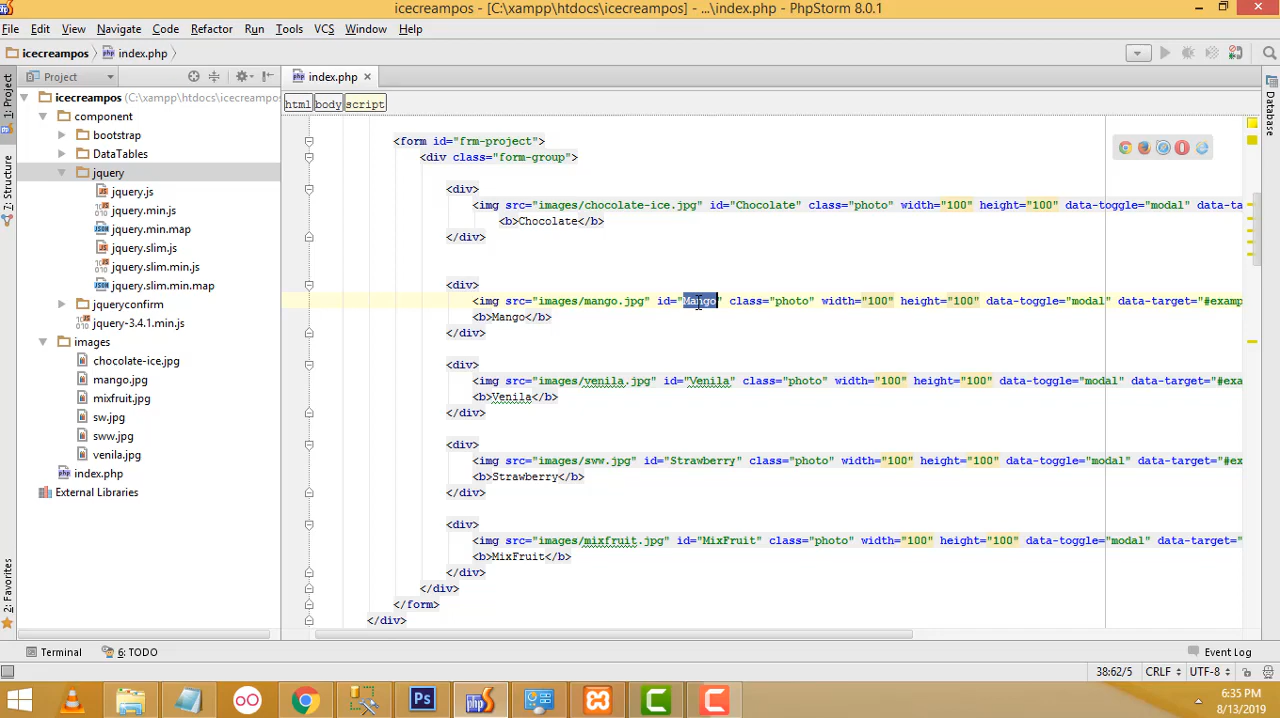 icecreampos - [C:\xampp\htdocs\icecreampos] - ...\index.php - PhpStorm 8.0.1
File Edit View Navigate Code Refactor Run Tools VCS Window Help
icecreampos index.php
1: Project
7: Structure
2: Favorites
Project
icecreampos (C:\xampp\htdocs\icecreampos
component
bootstrap
DataTables
jquery
jquery.js
jquery.min.js
jquery.min.map
jquery.slim.js
jquery.slim.min.js
jquery.slim.min.map
jqueryconfirm
jquery-3.4.1.min.js
images
chocolate-ice.jpg
mango.jpg
mixfruit.jpg
sw.jpg
sww.jpg
venila.jpg
index.php
External Libraries
index.php
html body script
<form id="frm-project">
<div class="form-group">
<div>
<img src="images/chocolate-ice.jpg" id="Chocolate" class="photo" width="100" height="100" data-toggle="modal" data-ta
<b>Chocolate</b>
</div>
<div>
<img src="images/mango.jpg" id="Mango" class="photo" width="100" height="100" data-toggle="modal" data-target="#examp
<b>Mango</b>
</div>
<div>
<img src="images/venila.jpg" id="Venila" class="photo" width="100" height="100" data-toggle="modal" data-target="#exa
<b>Venila</b>
</div>
<div>
<img src="images/sww.jpg" id="Strawberry" class="photo" width="100" height="100" data-toggle="modal" data-target="#ex
<b>Strawberry</b>
</div>
<div>
<img src="images/mixfruit.jpg" id="MixFruit" class="photo" width="100" height="100" data-toggle="modal" data-target="
<b>MixFruit</b>
</div>
</div>
</form>
</div>
Database
Terminal 6: TODO Event Log
38:62/5 CRLF UTF-8
Ps
php
6:35 PM
8/13/2019